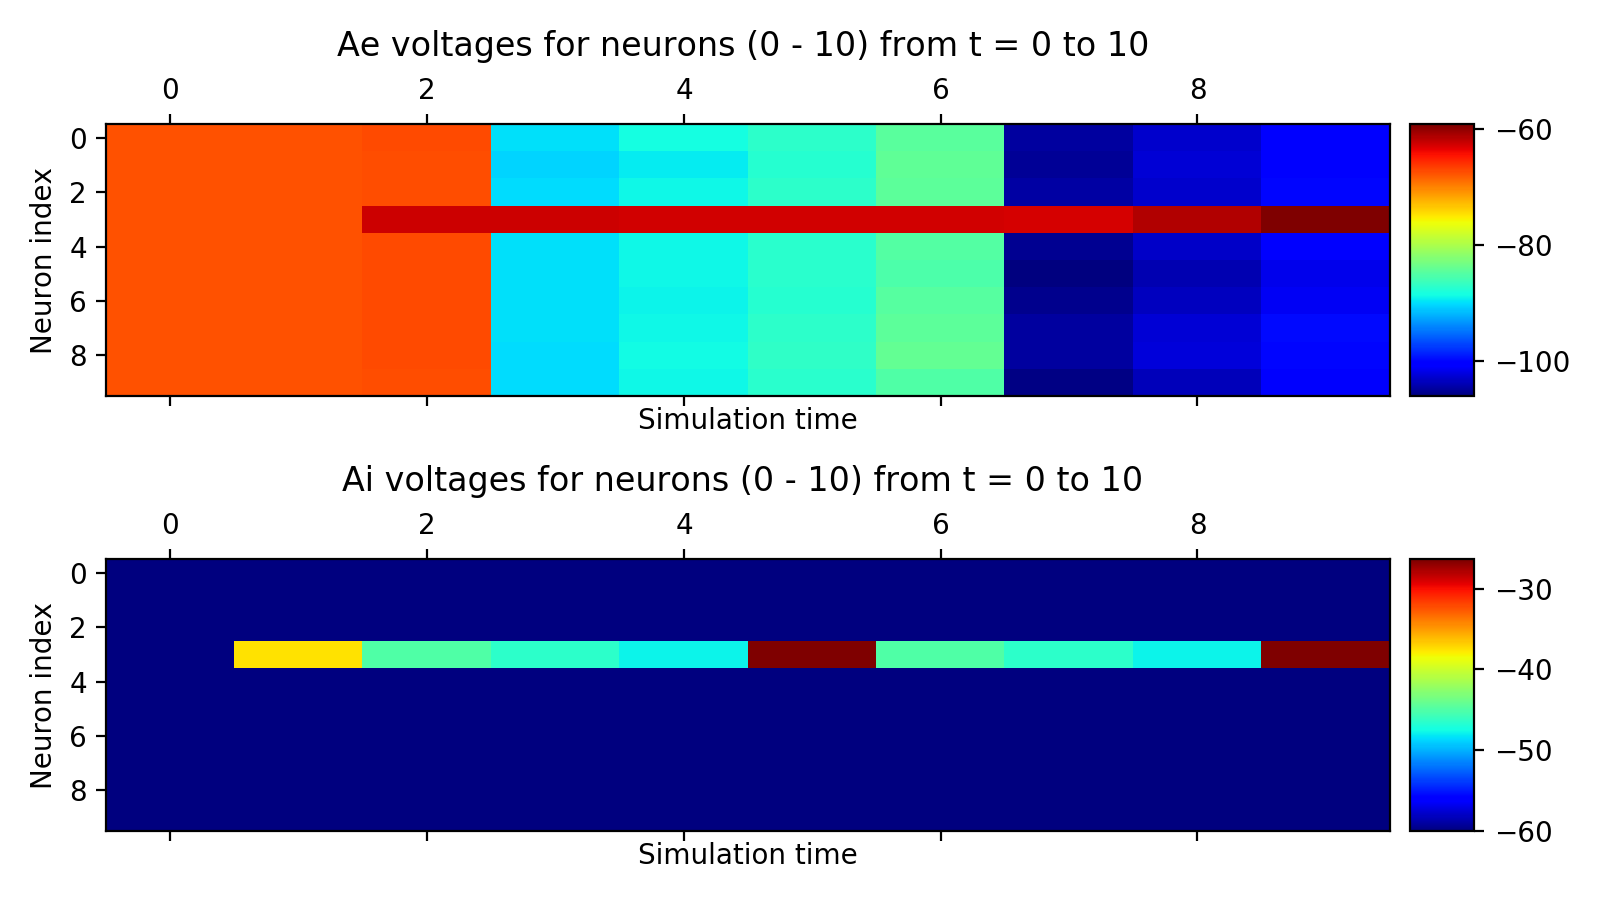 Ae voltages for neurons (0 - 10) from t = 0 to 10
0 2 4 6 8
Neuron index
0
2
4
6
8
−60
−80
−100
Simulation time
Ai voltages for neurons (0 - 10) from t = 0 to 10
0 2 4 6 8
Neuron index
0
2
4
6
8
−30
−40
−50
−60
Simulation time